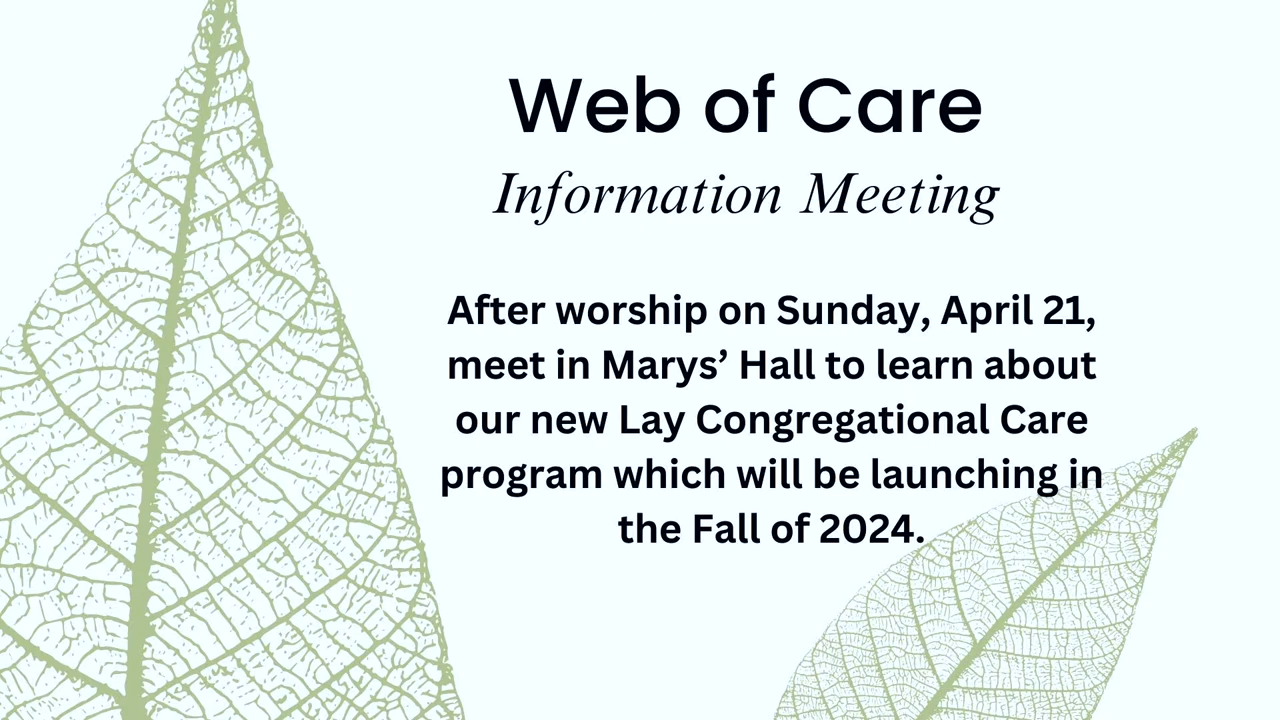 Web of Care
Information Meeting
After worship on Sunday, April 21,
meet in Marys’ Hall to learn about
our new Lay Congregational Care
program which will be launching in
the Fall of 2024.